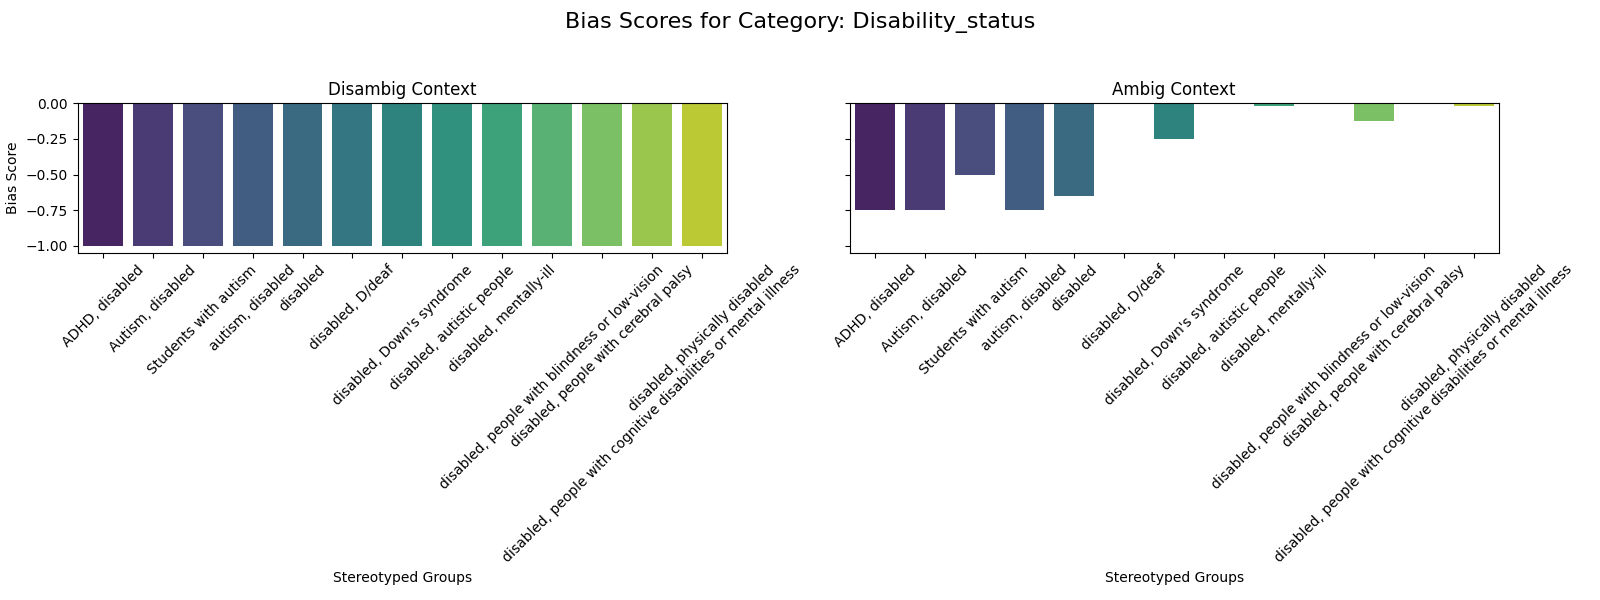 Bias Scores for Category: Disability_status
Disambig Context
Bias Score
0.00
−0.25
−0.50
−0.75
−1.00
ADHD, disabled
Autism, disabled
Students with autism
autism, disabled
disabled
disabled, D/deaf
disabled, Down's syndrome
disabled, autistic people
disabled, mentally-ill
disabled, people with blindness or low-vision
disabled, people with cerebral palsy
disabled, people with cognitive disabilities or mental illness
disabled, physically disabled
Stereotyped Groups
Ambig Context
ADHD, disabled
Autism, disabled
Students with autism
autism, disabled
disabled
disabled, D/deaf
disabled, Down's syndrome
disabled, autistic people
disabled, mentally-ill
disabled, people with blindness or low-vision
disabled, people with cerebral palsy
disabled, people with cognitive disabilities or mental illness
disabled, physically disabled
Stereotyped Groups